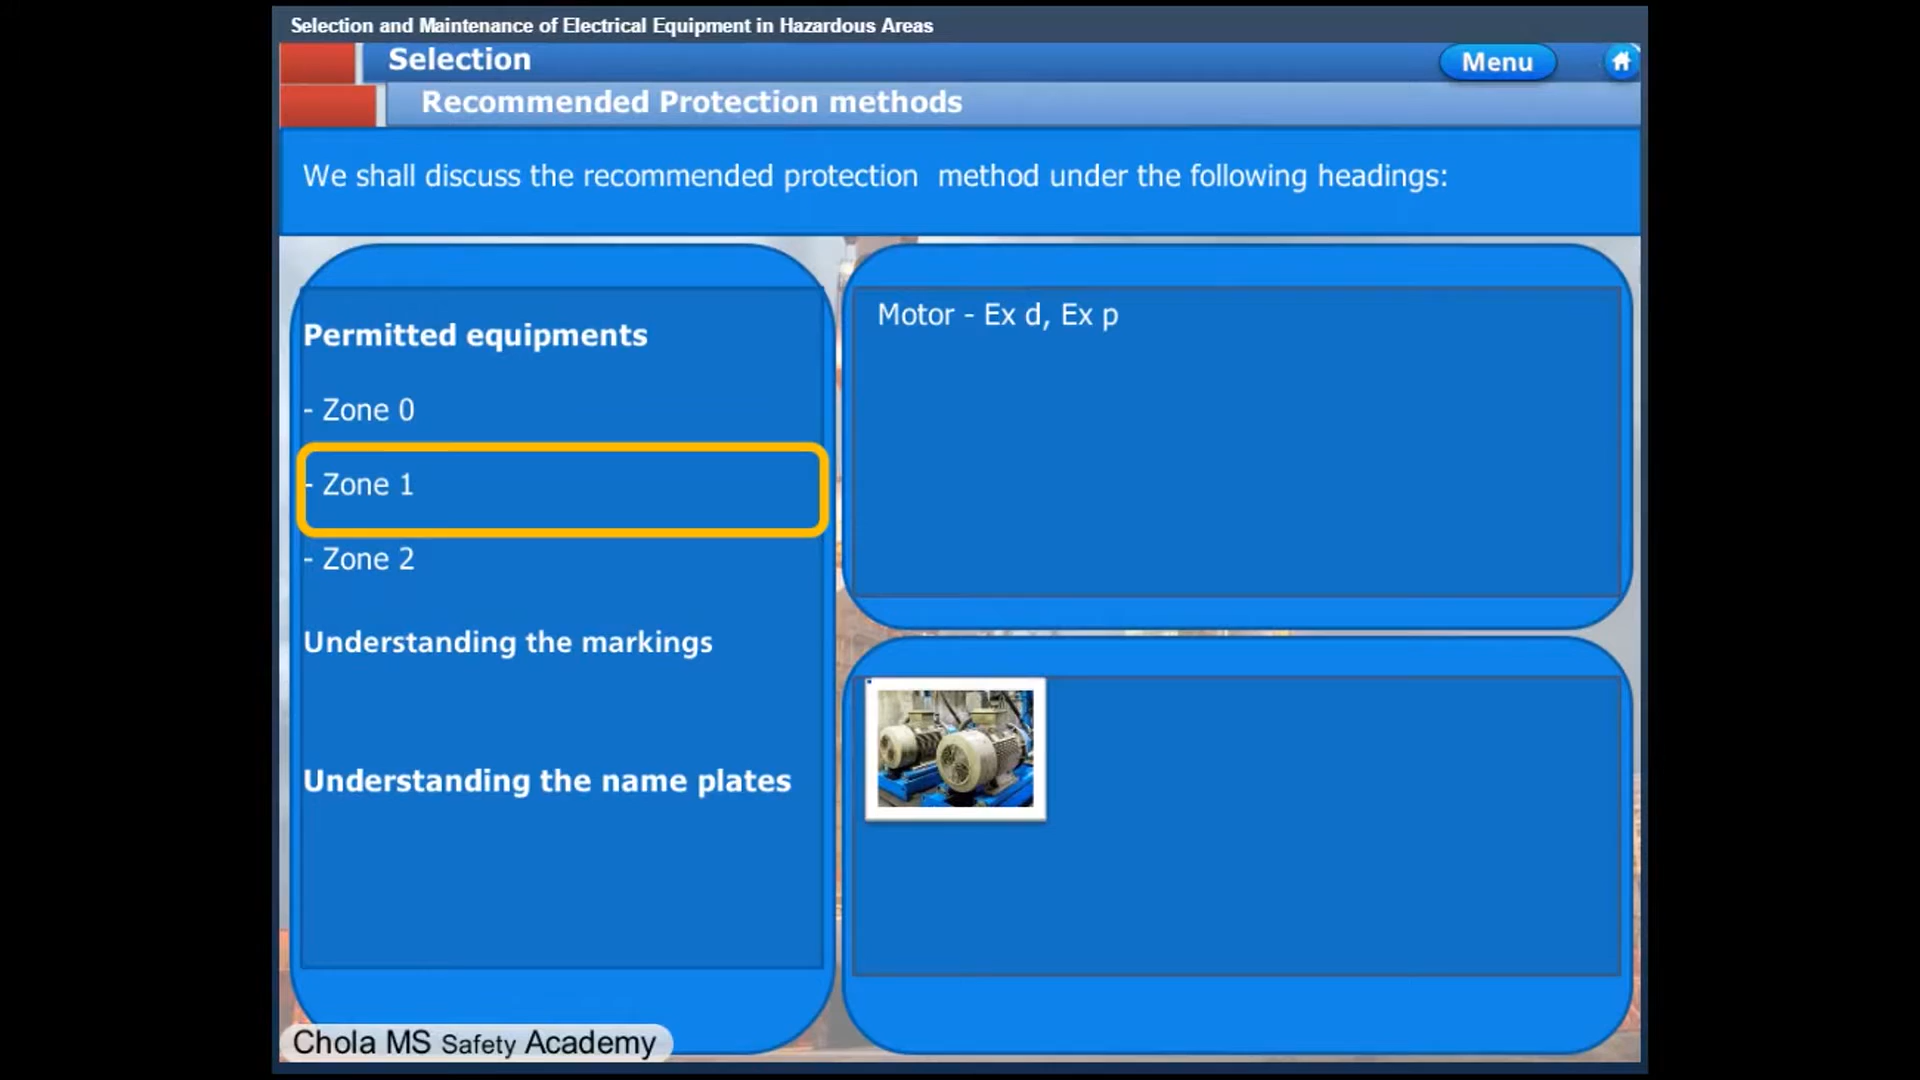 Selection and Maintenance of Electrical Equipment in Hazardous Areas
Selection
Menu
Recommended Protection methods
We shall discuss the recommended protection  method under the following headings:
Permitted equipments
- Zone 0
- Zone 1
- Zone 2
Understanding the markings
Understanding the name plates
Motor - Ex d, Ex p
Chola MS Safety Academy